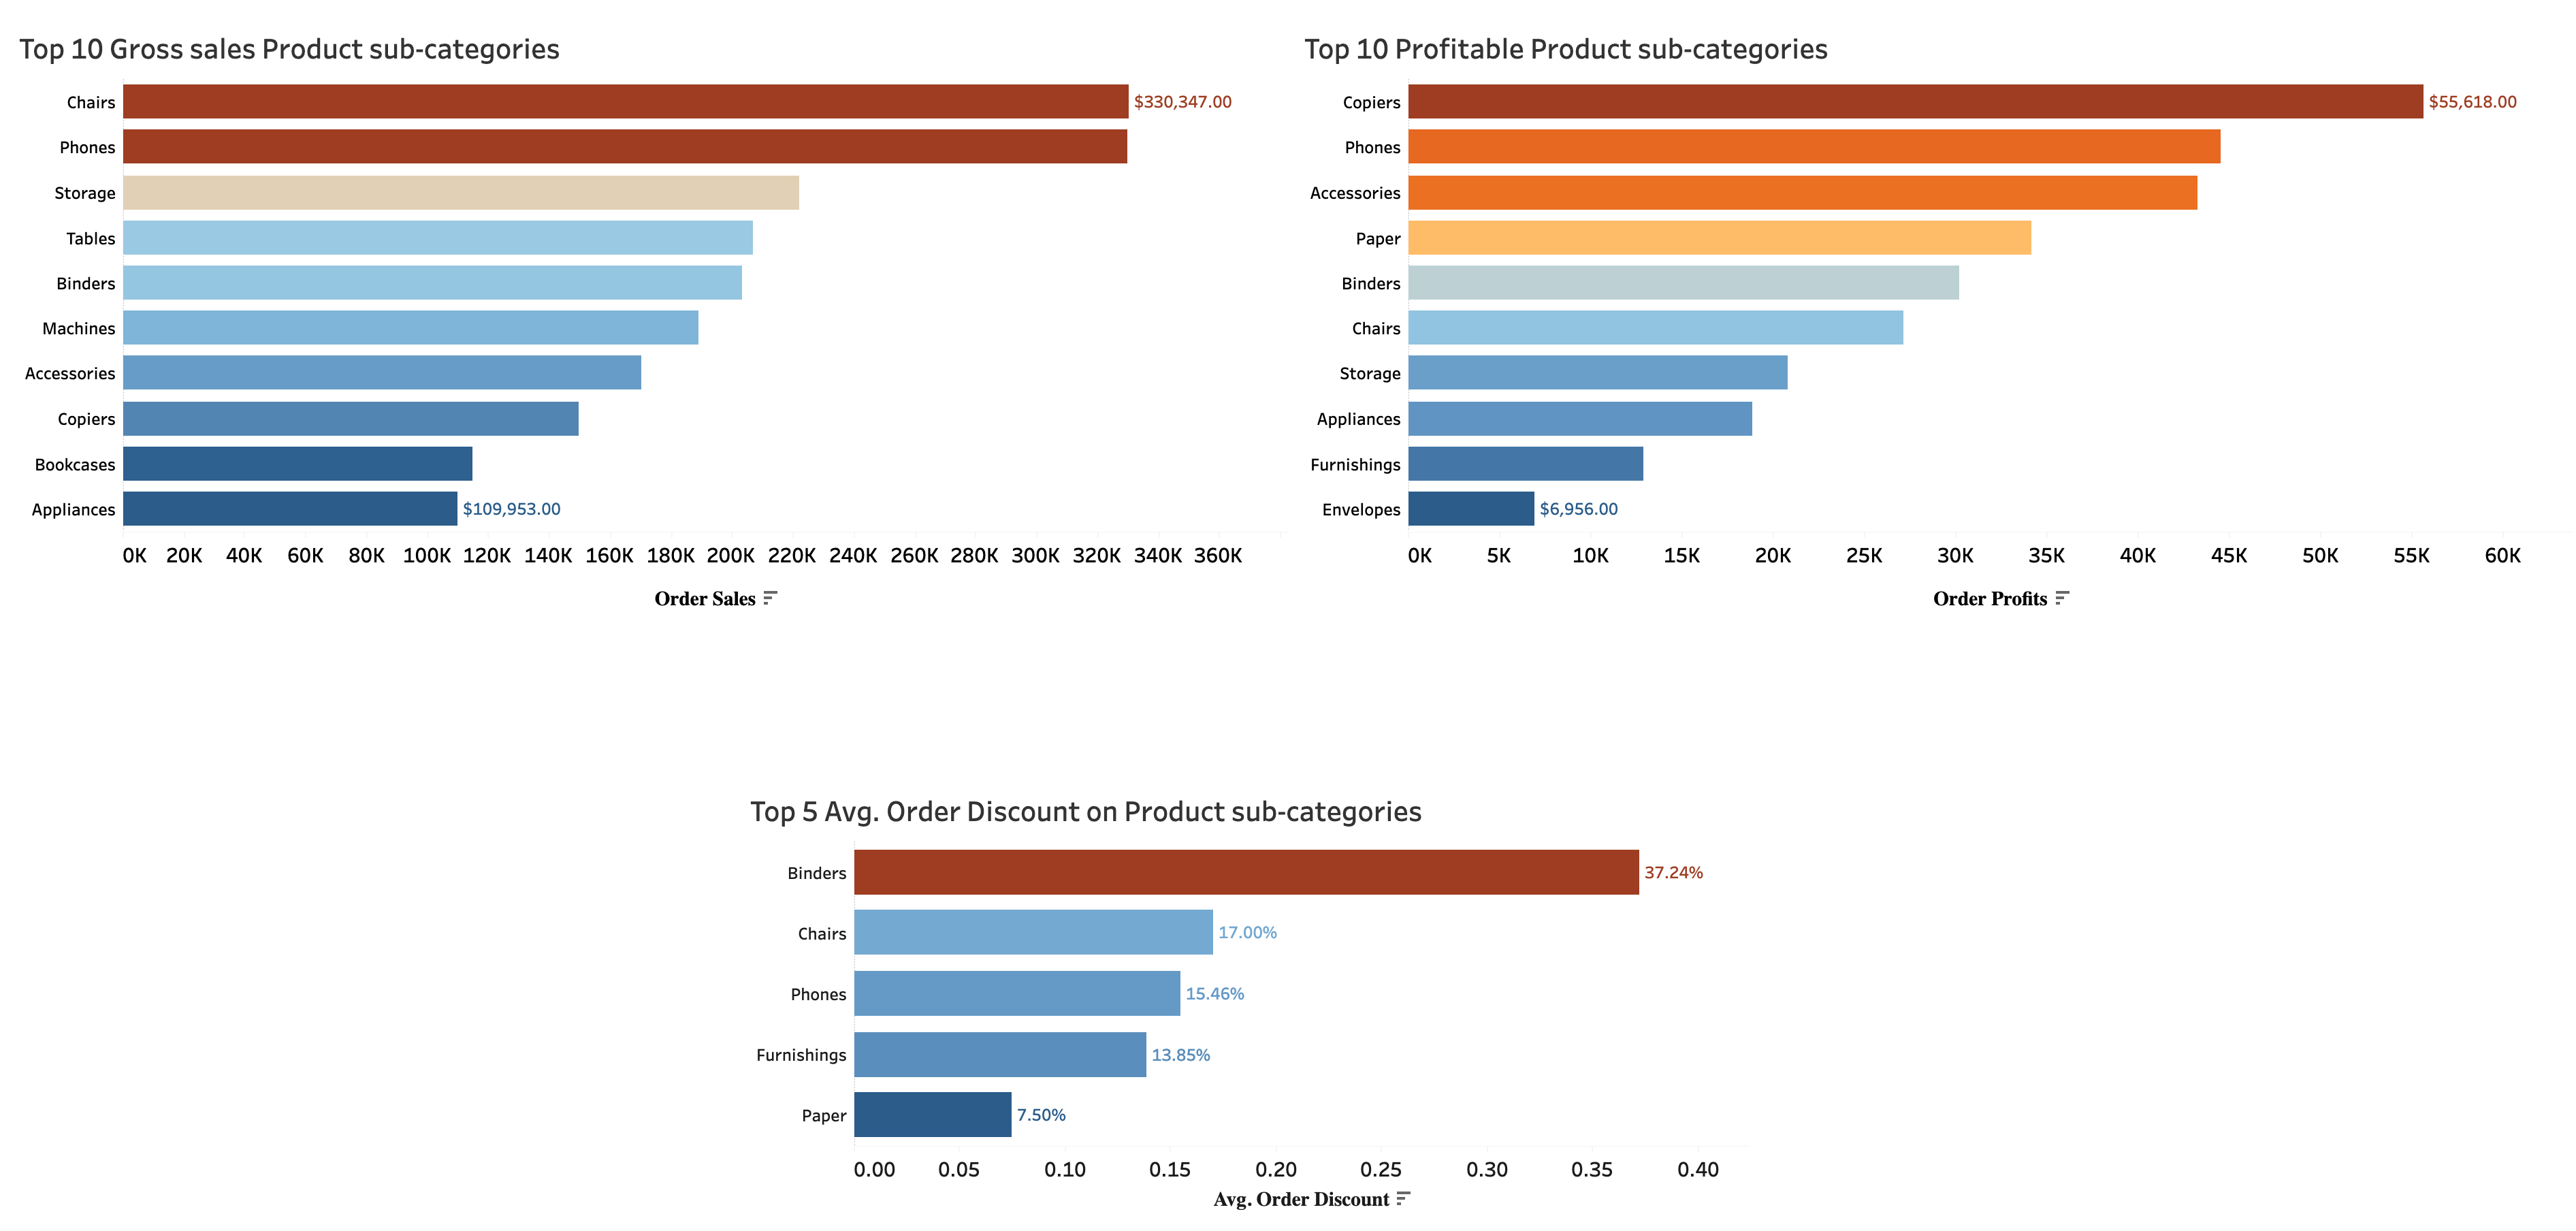 Top 10 Gross sales Product sub-categories
Chairs $330,347.00
Phones
Storage
Tables
Binders
Machines
Accessories
Copiers
Bookcases
Appliances $109,953.00
0K 20K 40K 60K 80K 100K 120K 140K 160K 180K 200K 220K 240K 260K 280K 300K 320K 340K 360K
Order Sales
Top 10 Profitable Product sub-categories
Copiers $55,618.00
Phones
Accessories
Paper
Binders
Chairs
Storage
Appliances
Furnishings
Envelopes $6,956.00
0K 5K 10K 15K 20K 25K 30K 35K 40K 45K 50K 55K 60K
Order Profits
Top 5 Avg. Order Discount on Product sub-categories
Binders 37.24%
Chairs 17.00%
Phones 15.46%
Furnishings 13.85%
Paper 7.50%
0.00 0.05 0.10 0.15 0.20 0.25 0.30 0.35 0.40
Avg. Order Discount